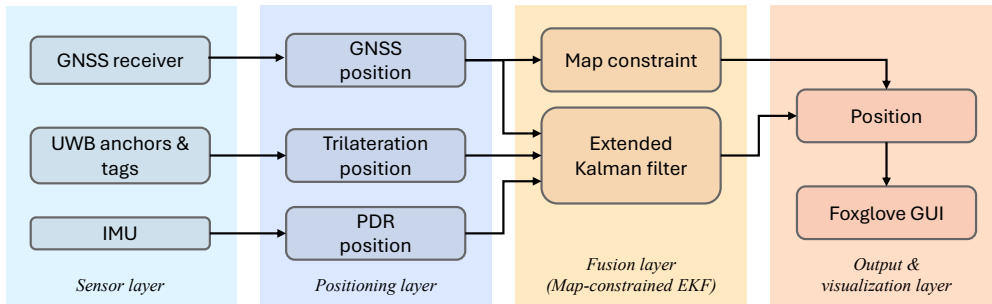 GNSS receiver
UWB anchors &
tags
IMU
Sensor layer
GNSS
position
Trilateration
position
PDR
position
Positioning layer
Map constraint
Extended
Kalman filter
Fusion layer
(Map-constrained EKF)
Position
Foxglove GUI
Output &
visualization layer